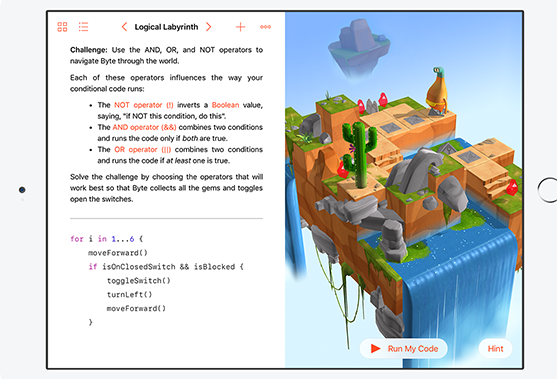 Logical Labyrinth
Challenge: Use the AND, OR, and NOT operators to
navigate Byte through the world.
Each of these operators influences the way your
conditional code runs:
• The NOT operator (!) inverts a Boolean value,
saying, "if NOT this condition, do this".
• The AND operator (&&) combines two conditions
and runs the code only if both are true.
• The OR operator (||) combines two conditions
and runs the code if at least one is true.
Solve the challenge by choosing the operators that will
work best so that Byte collects all the gems and toggles
open the switches.
for i in 1...6 {
moveForward()
if isOnClosedSwitch && isBlocked {
toggleSwitch()
turnLeft()
moveForward()
}
Run My Code
Hint